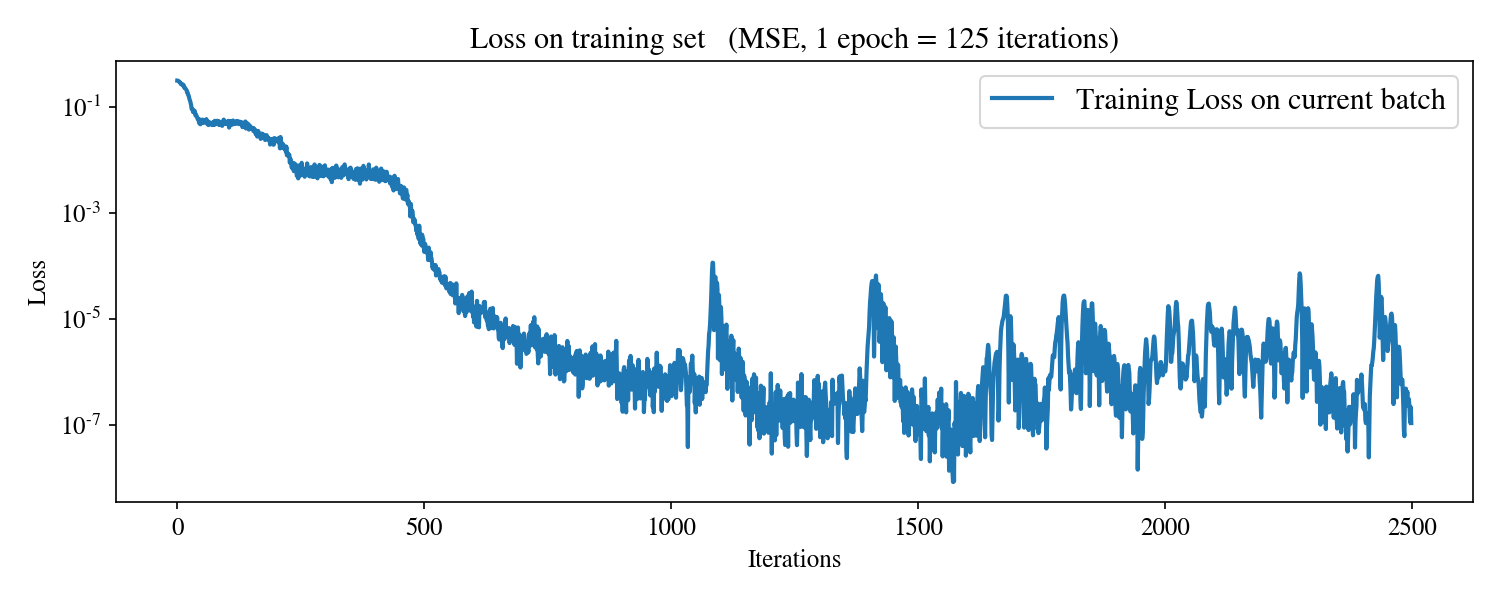 Loss on training set (MSE, 1 epoch = 125 iterations)
Training Loss on current batch
Loss
10⁻¹
10⁻³
10⁻⁵
10⁻⁷
0 500 1000 1500 2000 2500
Iterations